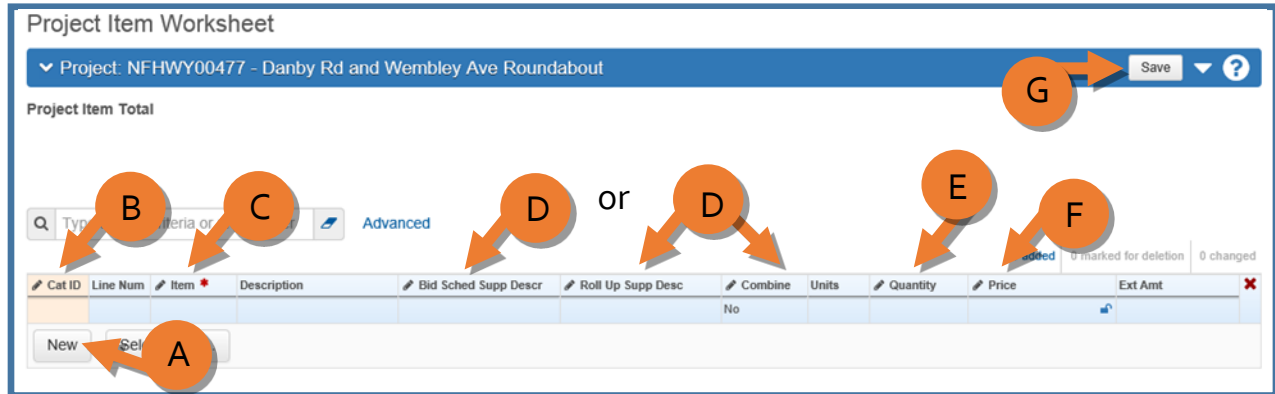 Project Item Worksheet
Project: NFHWY00477 - Danby Rd and Wembley Ave Roundabout
Save
?
G
Project Item Total
B
C
D
or
D
E
F
Advanced
added
0 marked for deletion
0 changed
Cat ID Line Num Item * Description Bid Sched Supp Descr Roll Up Supp Desc Combine Units Quantity Price Ext Amt
No
New
A